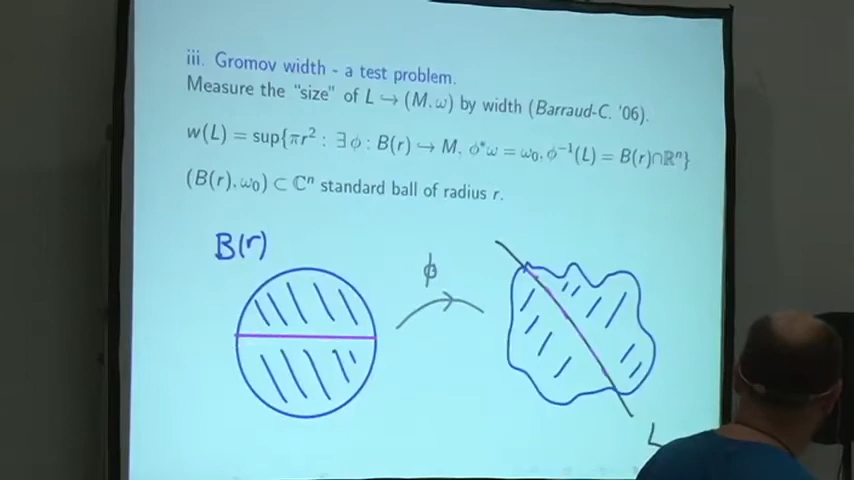 iii. Gromov width - a test problem.
Measure the "size" of L ↪ (M, ω) by width (Barraud-C. '06).
w(L) = sup{πr² : ∃ ϕ : B(r) ↪ M, ϕ*ω = ω₀, ϕ⁻¹(L) = B(r)∩ℝⁿ}
(B(r), ω₀) ⊂ ℂⁿ standard ball of radius r.
B(r)
ϕ
L